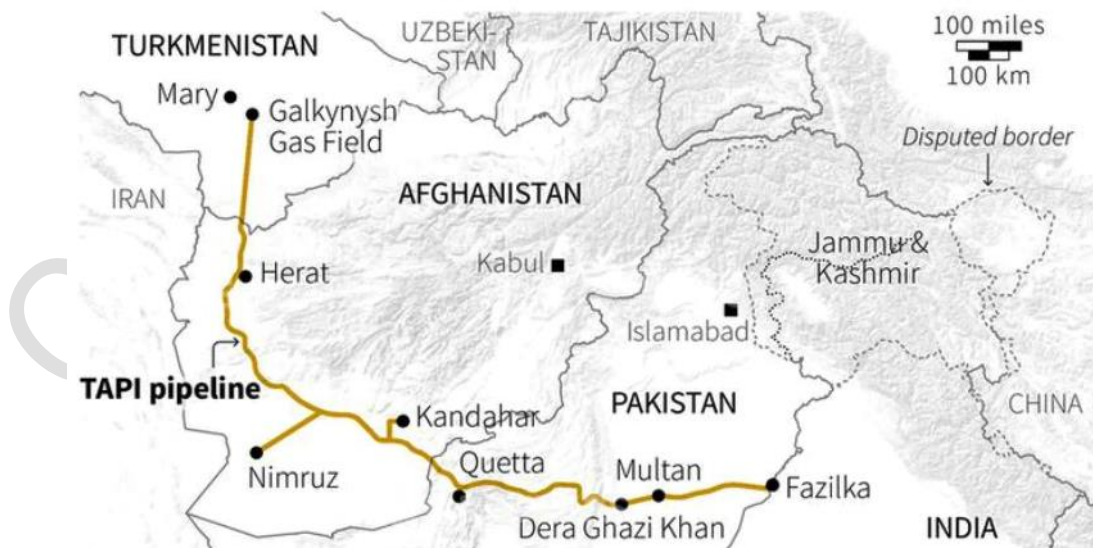 TURKMENISTAN
UZBEKI-
STAN
TAJIKISTAN
100 miles
100 km
Mary
Galkynysh
Gas Field
Disputed border
IRAN
AFGHANISTAN
Jammu &
Kashmir
Kabul
Herat
Islamabad
TAPI pipeline
PAKISTAN
CHINA
Kandahar
Nimruz
Quetta
Multan
Fazilka
Dera Ghazi Khan
INDIA